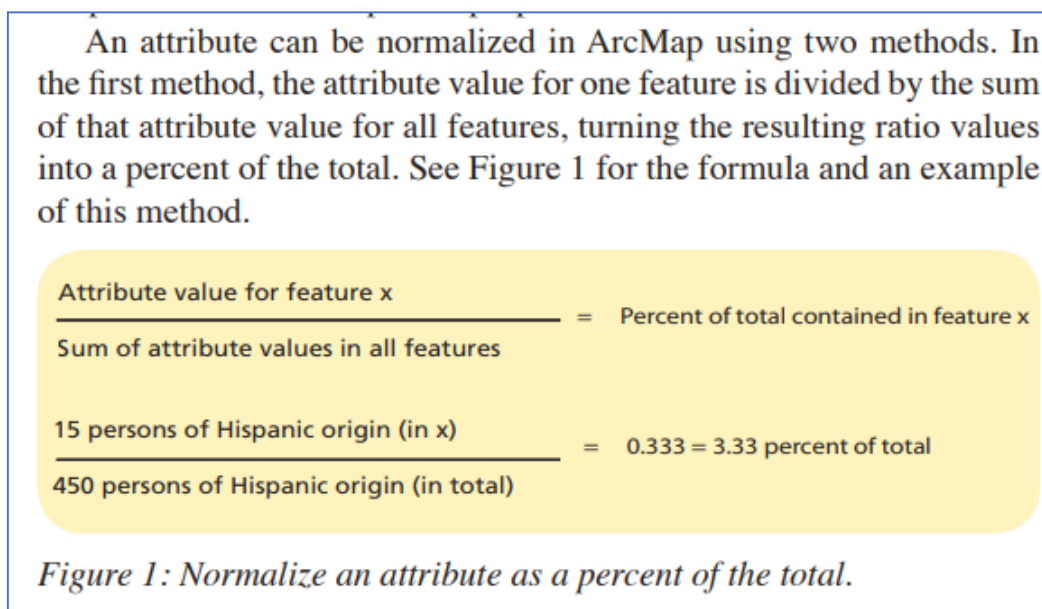 An attribute can be normalized in ArcMap using two methods. In
the first method, the attribute value for one feature is divided by the sum
of that attribute value for all features, turning the resulting ratio values
into a percent of the total. See Figure 1 for the formula and an example
of this method.
Attribute value for feature x
= Percent of total contained in feature x
Sum of attribute values in all features
15 persons of Hispanic origin (in x)
= 0.333 = 3.33 percent of total
450 persons of Hispanic origin (in total)
Figure 1: Normalize an attribute as a percent of the total.